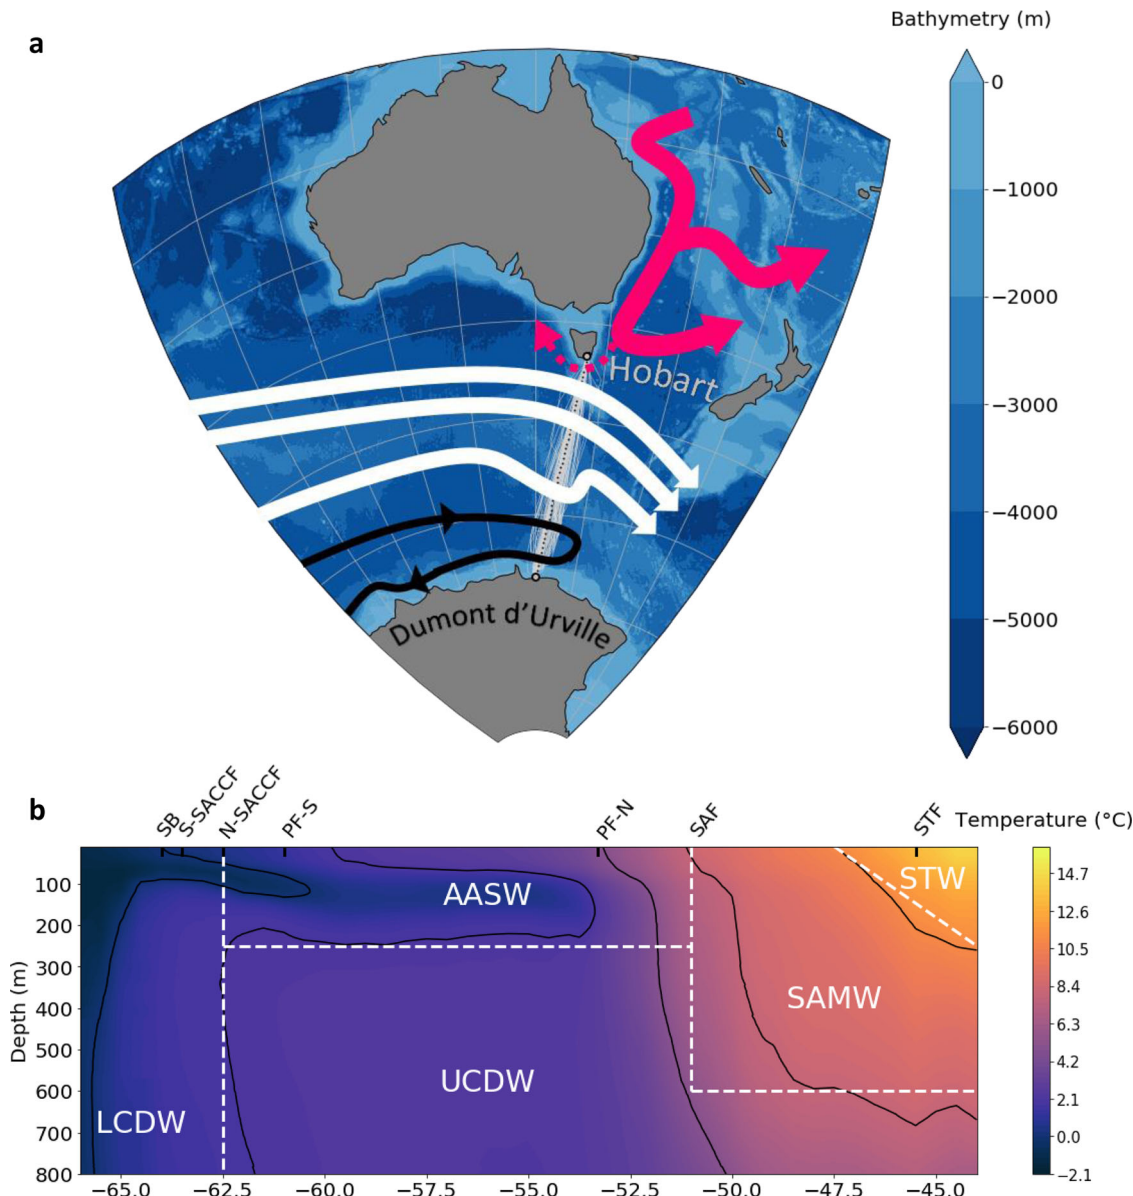 a
Bathymetry (m)
0
−1000
−2000
−3000
−4000
−5000
−6000
Hobart
Dumont d’Urville
b
SB
S-SACCF
N-SACCF
PF-S
PF-N
SAF
STF
Temperature (°C)
Depth (m)
100
200
300
400
500
600
700
800
AASW
STW
SAMW
UCDW
LCDW
14.7
12.6
10.5
8.4
6.3
4.2
2.1
0.0
−2.1
−65.0
−62.5
−60.0
−57.5
−55.0
−52.5
−50.0
−47.5
−45.0